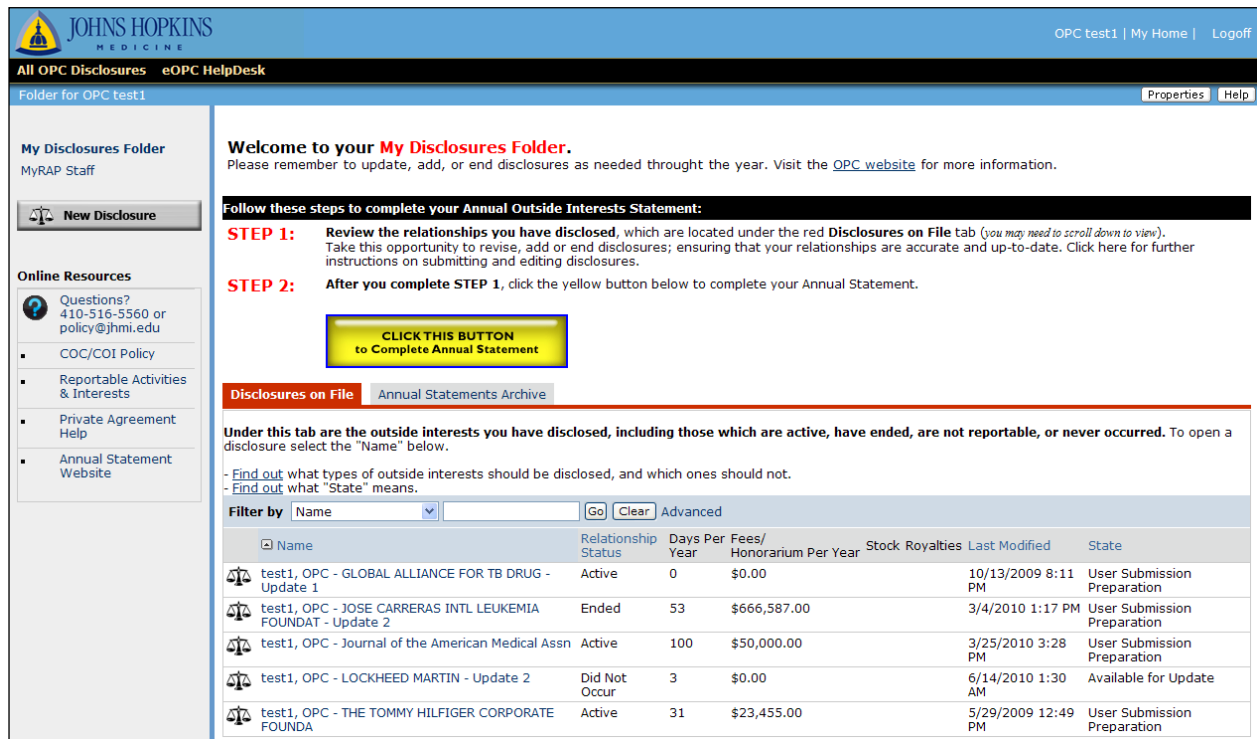 JOHNS HOPKINS
MEDICINE
OPC test1 | My Home | Logoff
All OPC Disclosures eOPC HelpDesk
Folder for OPC test1
Properties Help
My Disclosures Folder
MyRAP Staff
New Disclosure
Online Resources
Questions?
410-516-5560 or
policy@jhmi.edu
COC/COI Policy
Reportable Activities
& Interests
Private Agreement
Help
Annual Statement
Website
Welcome to your My Disclosures Folder.
Please remember to update, add, or end disclosures as needed throught the year. Visit the OPC website for more information.
Follow these steps to complete your Annual Outside Interests Statement:
STEP 1: Review the relationships you have disclosed, which are located under the red Disclosures on File tab (you may need to scroll down to view).
Take this opportunity to revise, add or end disclosures; ensuring that your relationships are accurate and up-to-date. Click here for further
instructions on submitting and editing disclosures.
STEP 2: After you complete STEP 1, click the yellow button below to complete your Annual Statement.
CLICK THIS BUTTON
to Complete Annual Statement
Disclosures on File Annual Statements Archive
Under this tab are the outside interests you have disclosed, including those which are active, have ended, are not reportable, or never occurred. To open a
disclosure select the "Name" below.
- Find out what types of outside interests should be disclosed, and which ones should not.
- Find out what "State" means.
Filter by Name Go Clear Advanced
Name Relationship Status Days Per Year Fees/ Honorarium Per Year Stock Royalties Last Modified State
test1, OPC - GLOBAL ALLIANCE FOR TB DRUG - Active 0 $0.00 10/13/2009 8:11 User Submission
Update 1 PM Preparation
test1, OPC - JOSE CARRERAS INTL LEUKEMIA Ended 53 $666,587.00 3/4/2010 1:17 PM User Submission
FOUNDAT - Update 2 Preparation
test1, OPC - Journal of the American Medical Assn Active 100 $50,000.00 3/25/2010 3:28 User Submission
PM Preparation
test1, OPC - LOCKHEED MARTIN - Update 2 Did Not 3 $0.00 6/14/2010 1:30 Available for Update
Occur AM
test1, OPC - THE TOMMY HILFIGER CORPORATE Active 31 $23,455.00 5/29/2009 12:49 User Submission
FOUNDA PM Preparation